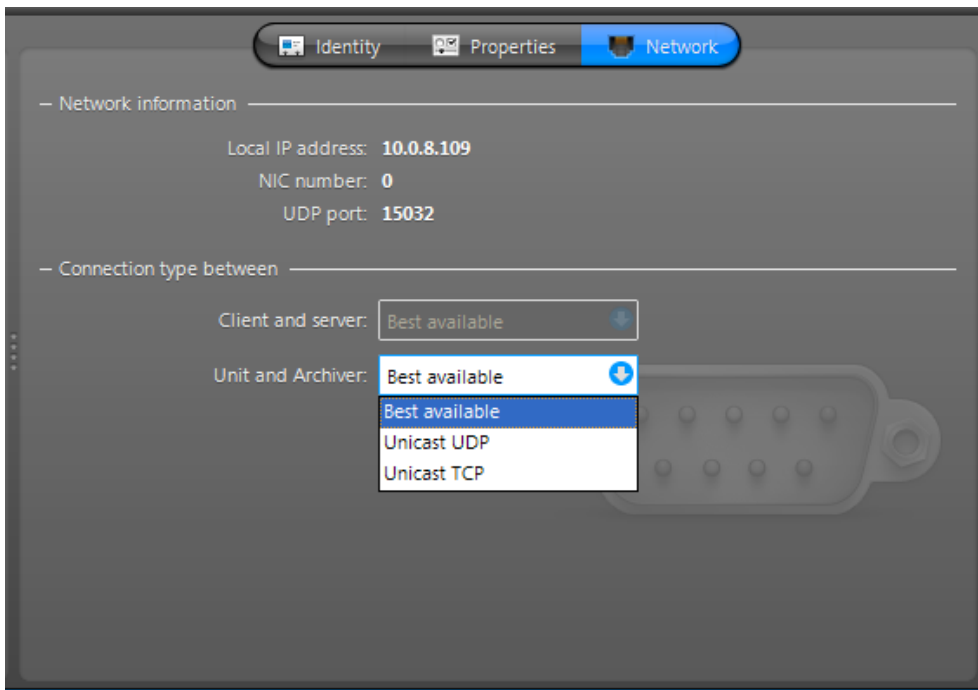 Identity Properties Network
Network information
Local IP address: 10.0.8.109
NIC number: 0
UDP port: 15032
Connection type between
Client and server: Best available
Unit and Archiver: Best available
Best available
Unicast UDP
Unicast TCP